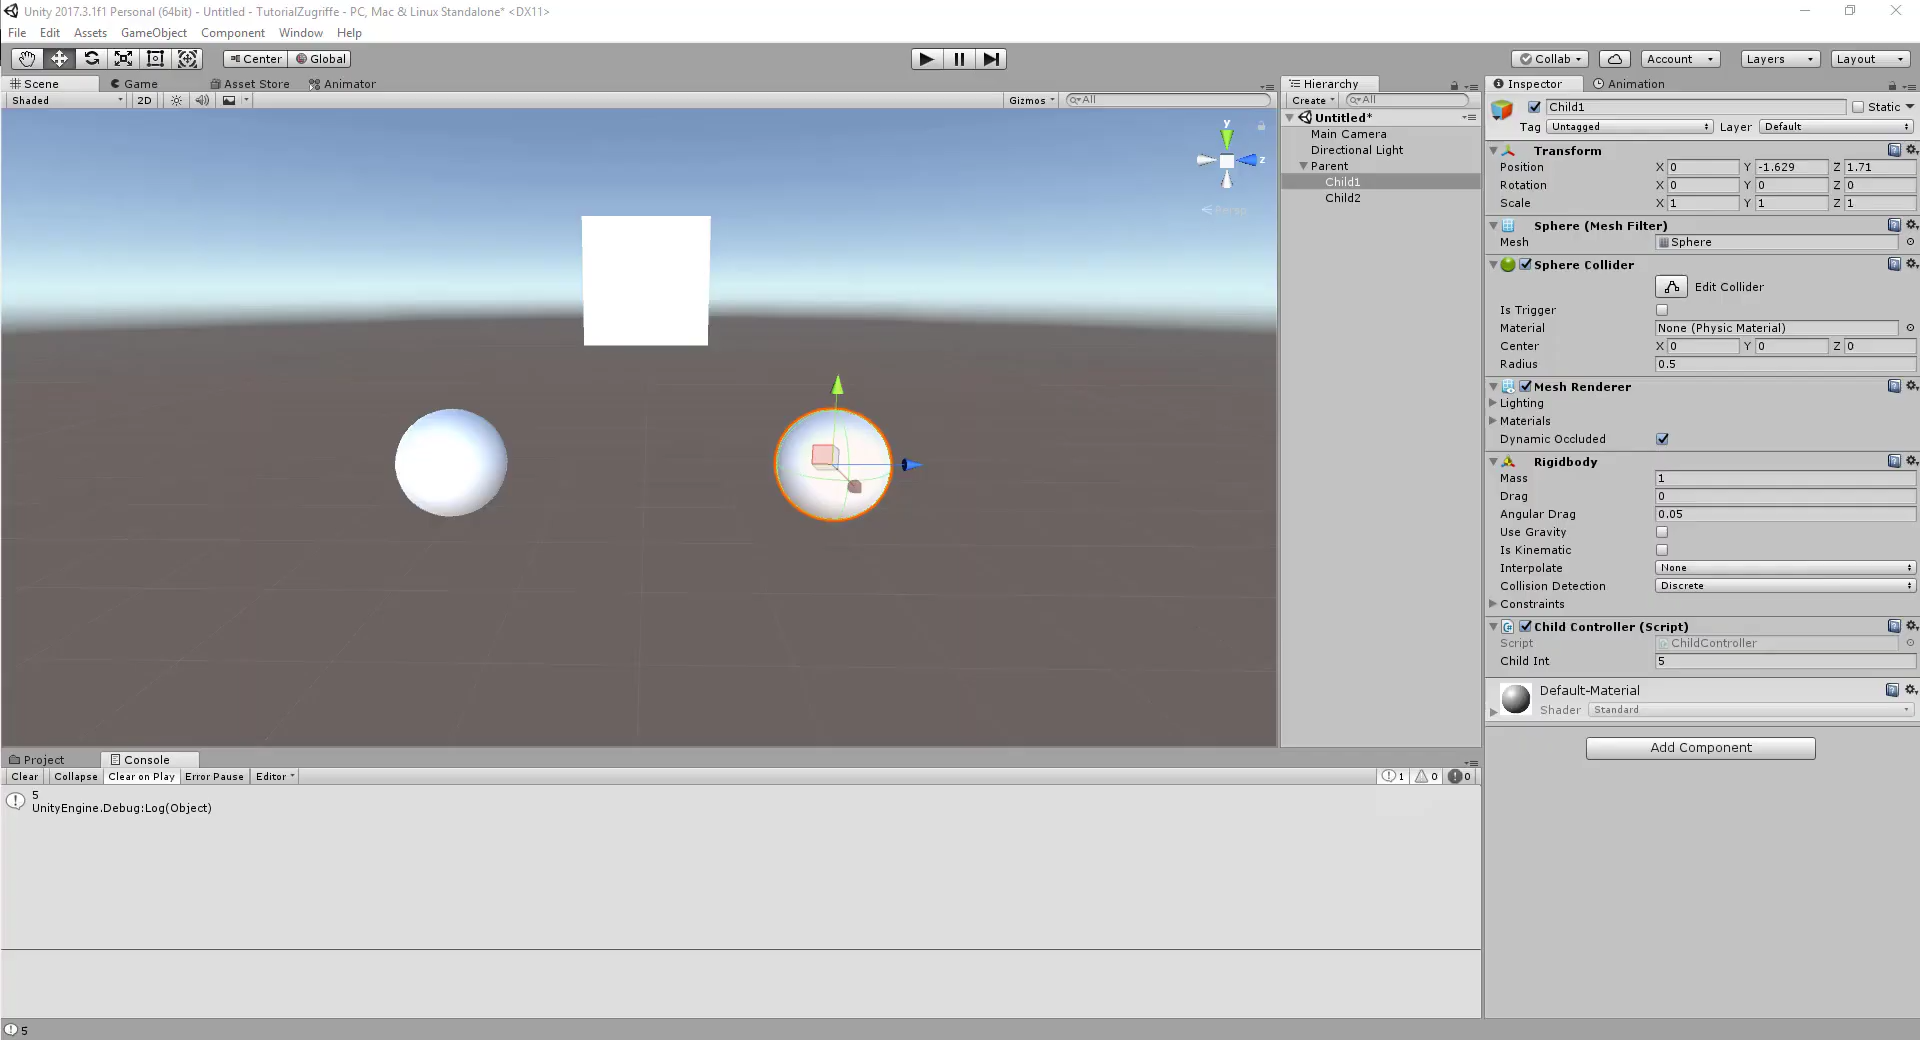 Unity 2017.3.1f1 Personal (64bit) - Untitled - TutorialZugriffe - PC, Mac & Linux Standalone* <DX11>
File Edit Assets GameObject Component Window Help
Center Global Collab Account Layers Layout
Scene Game Asset Store Animator
Shaded 2D Gizmos All
y
z
Persp
Hierarchy
Create All
Untitled*
Main Camera
Directional Light
Parent
Child1
Child2
Inspector Animation
Child1 Static
Tag Untagged Layer Default
Transform
Position X 0 Y -1.629 Z 1.71
Rotation X 0 Y 0 Z 0
Scale X 1 Y 1 Z 1
Sphere (Mesh Filter)
Mesh Sphere
Sphere Collider
Edit Collider
Is Trigger
Material None (Physic Material)
Center X 0 Y 0 Z 0
Radius 0.5
Mesh Renderer
Lighting
Materials
Dynamic Occluded
Rigidbody
Mass 1
Drag 0
Angular Drag 0.05
Use Gravity
Is Kinematic
Interpolate None
Collision Detection Discrete
Constraints
Child Controller (Script)
Script ChildController
Child Int 5
Default-Material
Shader Standard
Add Component
Project Console
Clear Collapse Clear on Play Error Pause Editor 1 0 0
5
UnityEngine.Debug:Log(Object)
5